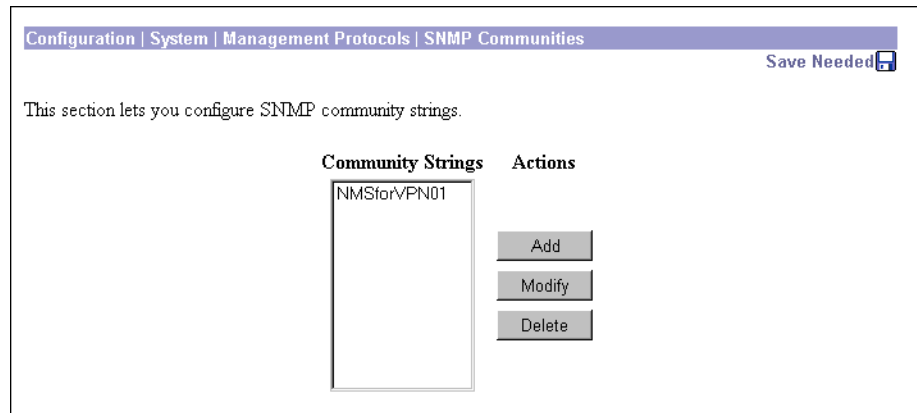 Configuration | System | Management Protocols | SNMP Communities
Save Needed
This section lets you configure SNMP community strings.
Community Strings Actions
NMSforVPN01
Add
Modify
Delete